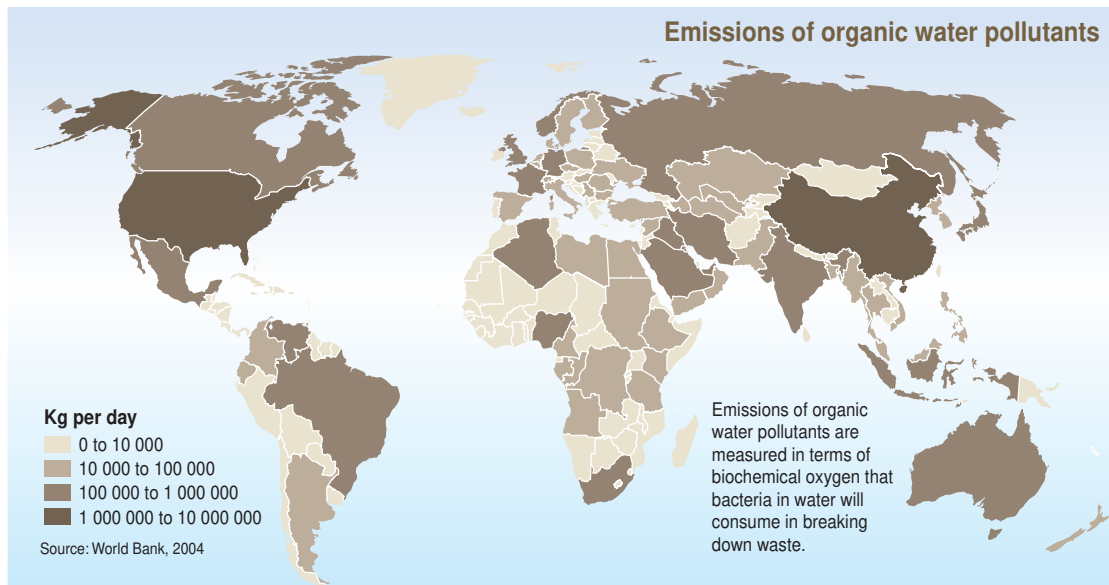 Emissions of organic water pollutants
Kg per day
0 to 10 000
10 000 to 100 000
100 000 to 1 000 000
1 000 000 to 10 000 000
Source: World Bank, 2004
Emissions of organic
water pollutants are
measured in terms of
biochemical oxygen that
bacteria in water will
consume in breaking
down waste.